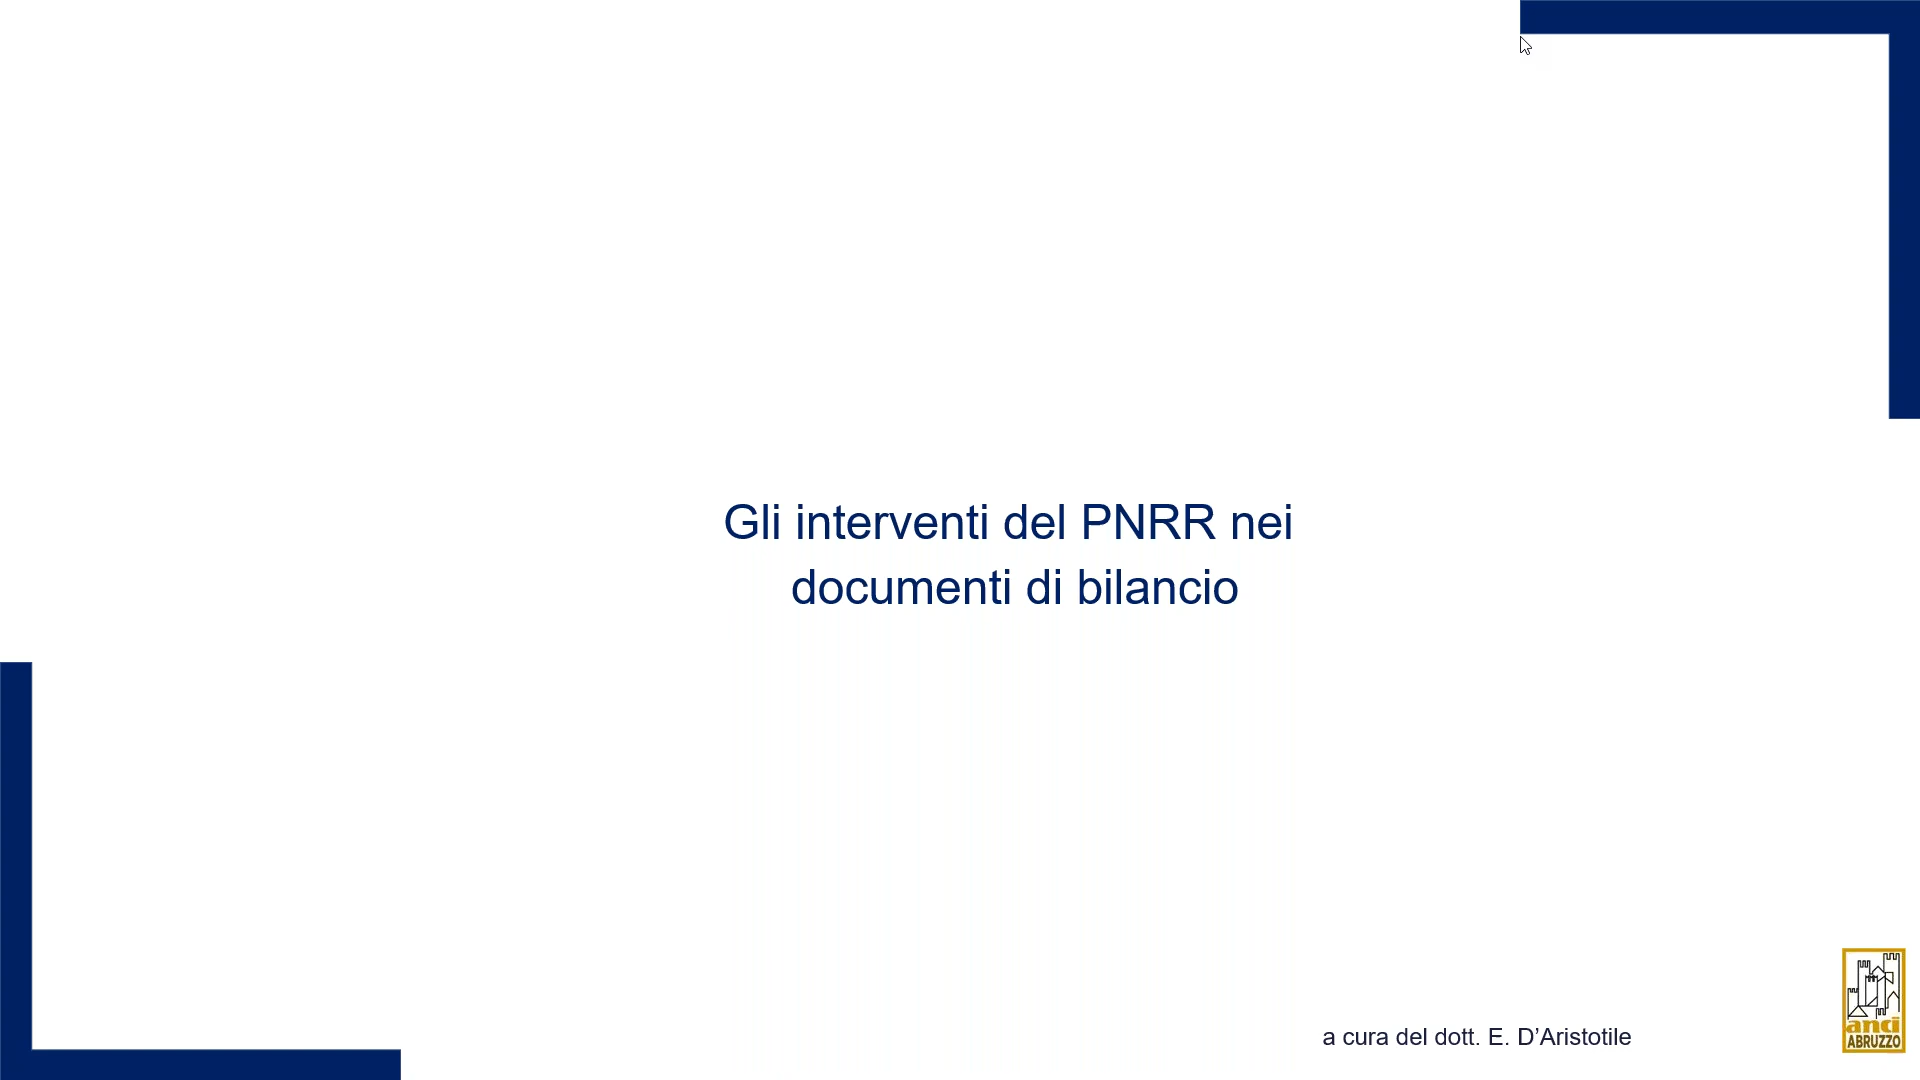 Gli interventi del PNRR nei
documenti di bilancio
a cura del dott. E. D’Aristotile
anci
ABRUZZO